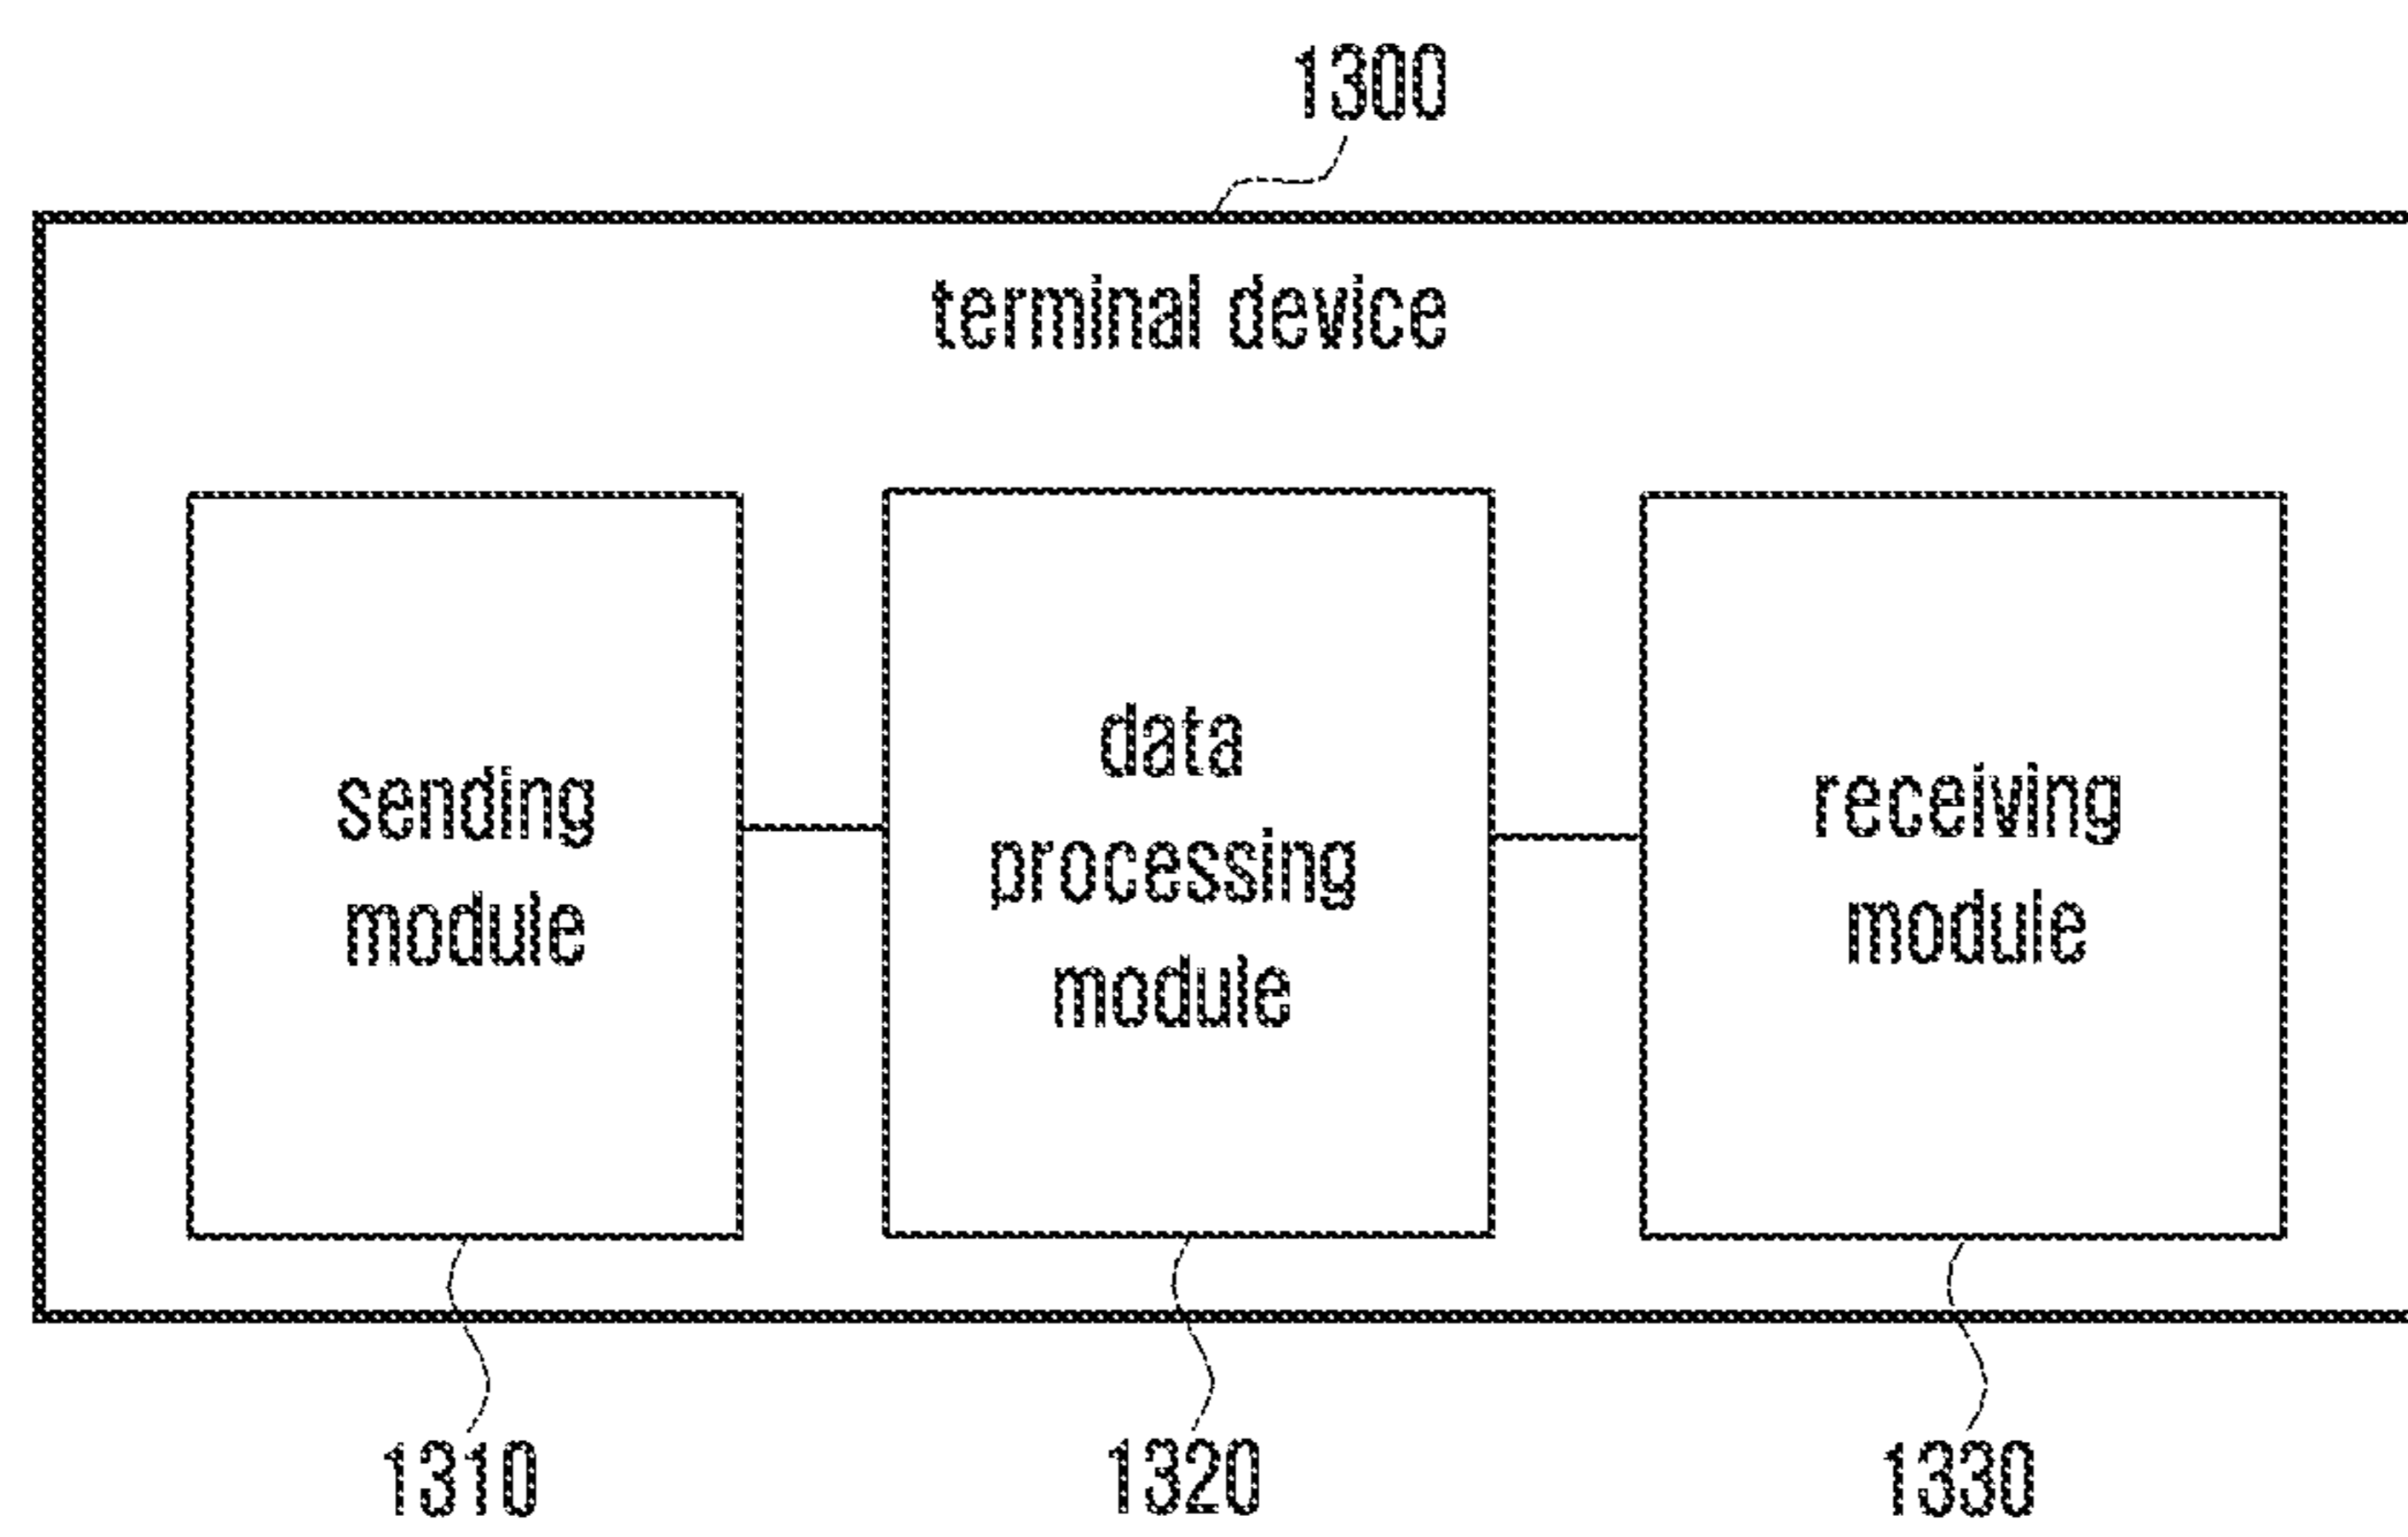 1300
terminal device
sending
module
data
processing
module
receiving
module
1310
1320
1330